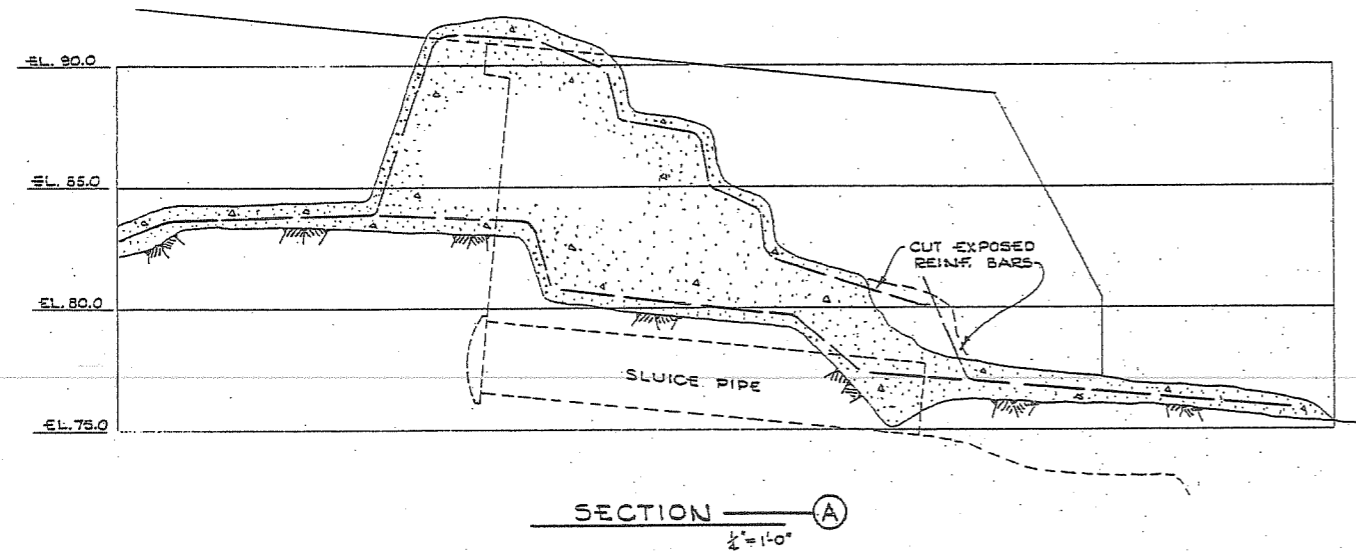 EL. 90.0
EL. 85.0
CUT EXPOSED
REINF. BARS
EL. 80.0
SLUICE PIPE
EL. 75.0
SECTION A
1/4"=1'-0"